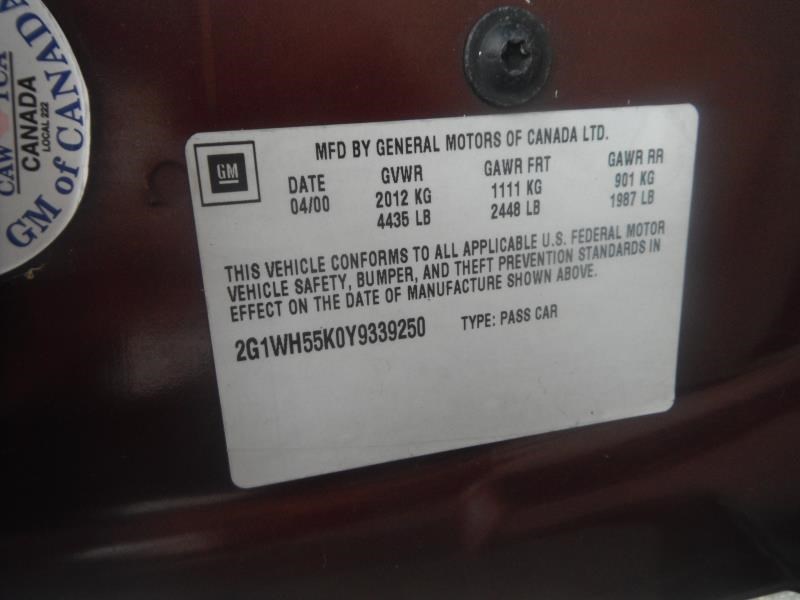 CAW ♥ TCA
CANADA
LOCAL 222
GM of CANADA
GM
MFD BY GENERAL MOTORS OF CANADA LTD.
DATE GVWR GAWR FRT GAWR RR
04/00 2012 KG 1111 KG 901 KG
4435 LB 2448 LB 1987 LB
THIS VEHICLE CONFORMS TO ALL APPLICABLE U.S. FEDERAL MOTOR
VEHICLE SAFETY, BUMPER, AND THEFT PREVENTION STANDARDS IN
EFFECT ON THE DATE OF MANUFACTURE SHOWN ABOVE.
2G1WH55K0Y9339250 TYPE: PASS CAR